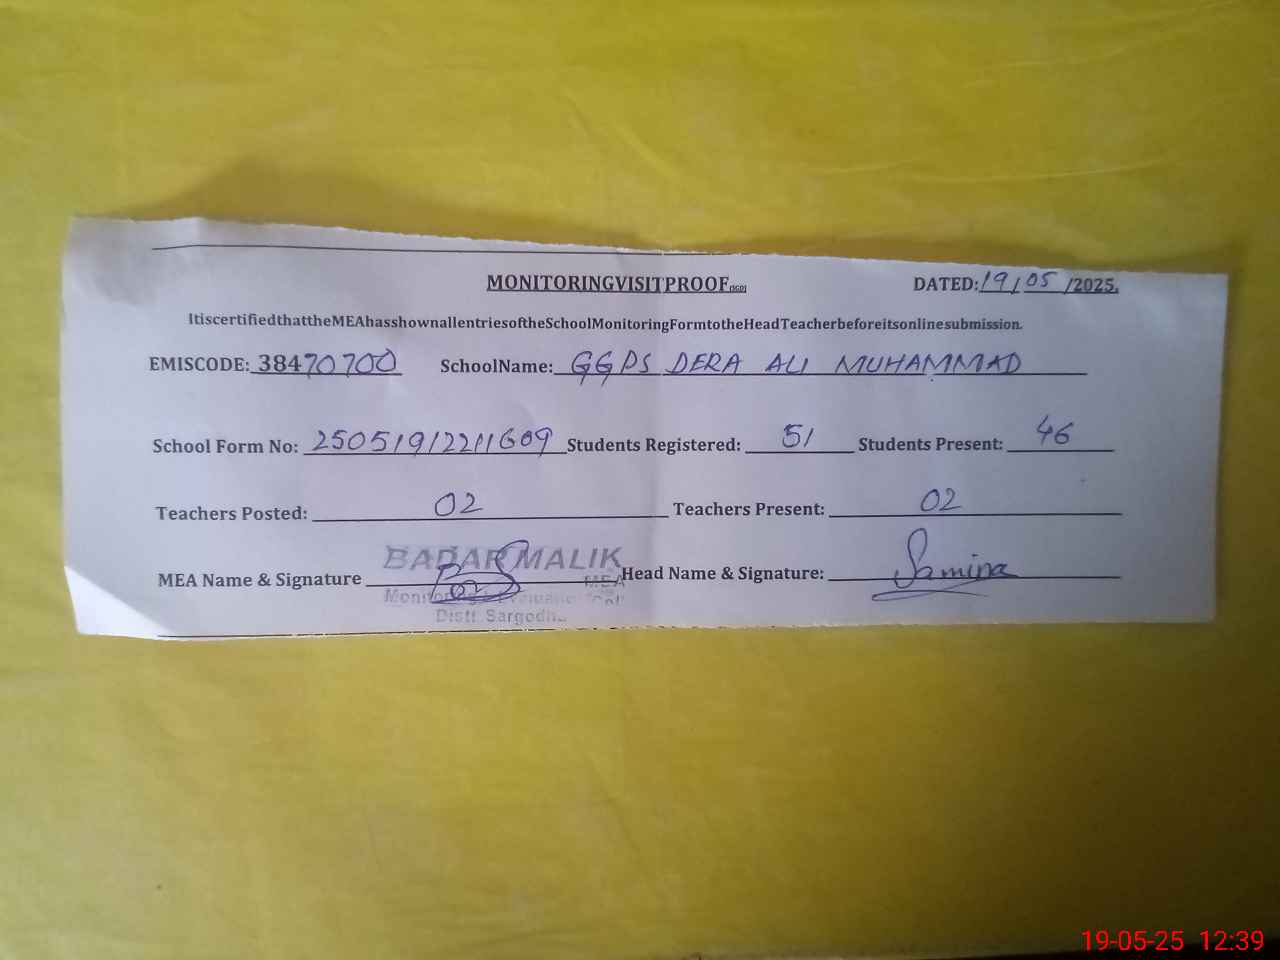 MONITORINGVISITPROOF(SGD) DATED: 19/05/2025.
ItiscertifiedthattheMEAhasshownallentriesoftheSchoolMonitoringFormtotheHeadTeacherbeforeitsonlinesubmission.
EMISCODE: 38470700 SchoolName: GGPS DERA ALI MUHAMMAD
School Form No: 25051912211609 Students Registered: 51 Students Present: 46
Teachers Posted: 02 Teachers Present: 02
BADAR MALIK
MEA
MEA Name & Signature Head Name & Signature: Samina
Distt. Sargodha
19-05-25 12:39